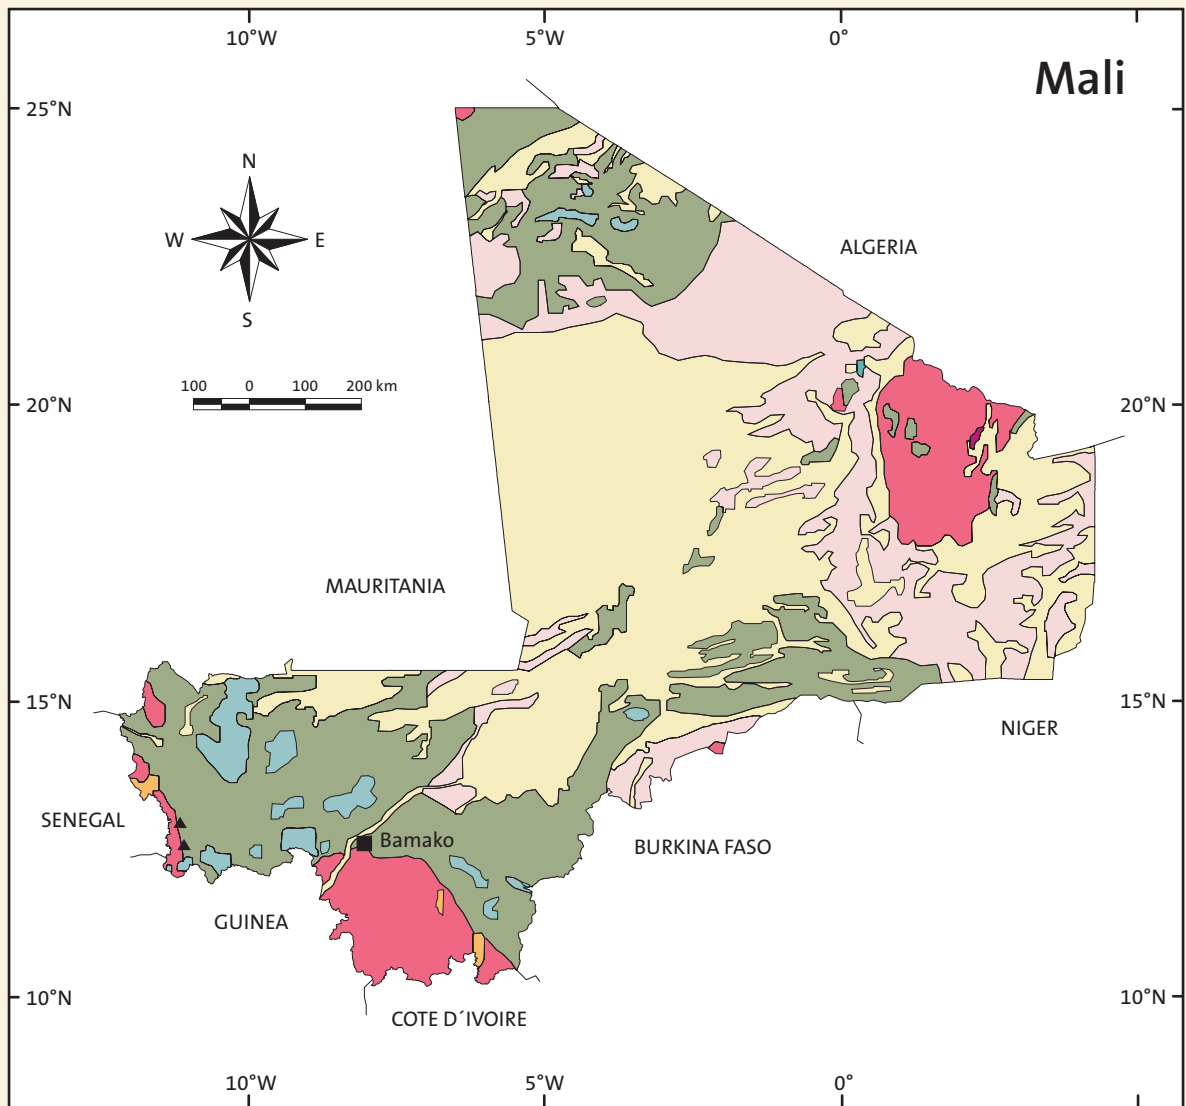 10°W 5°W 0°
Mali
25°N
N
W E
S
ALGERIA
100 0 100 200 km
20°N 20°N
MAURITANIA
15°N 15°N
NIGER
SENEGAL
Bamako
BURKINA FASO
GUINEA
10°N 10°N
COTE D´IVOIRE
10°W 5°W 0°